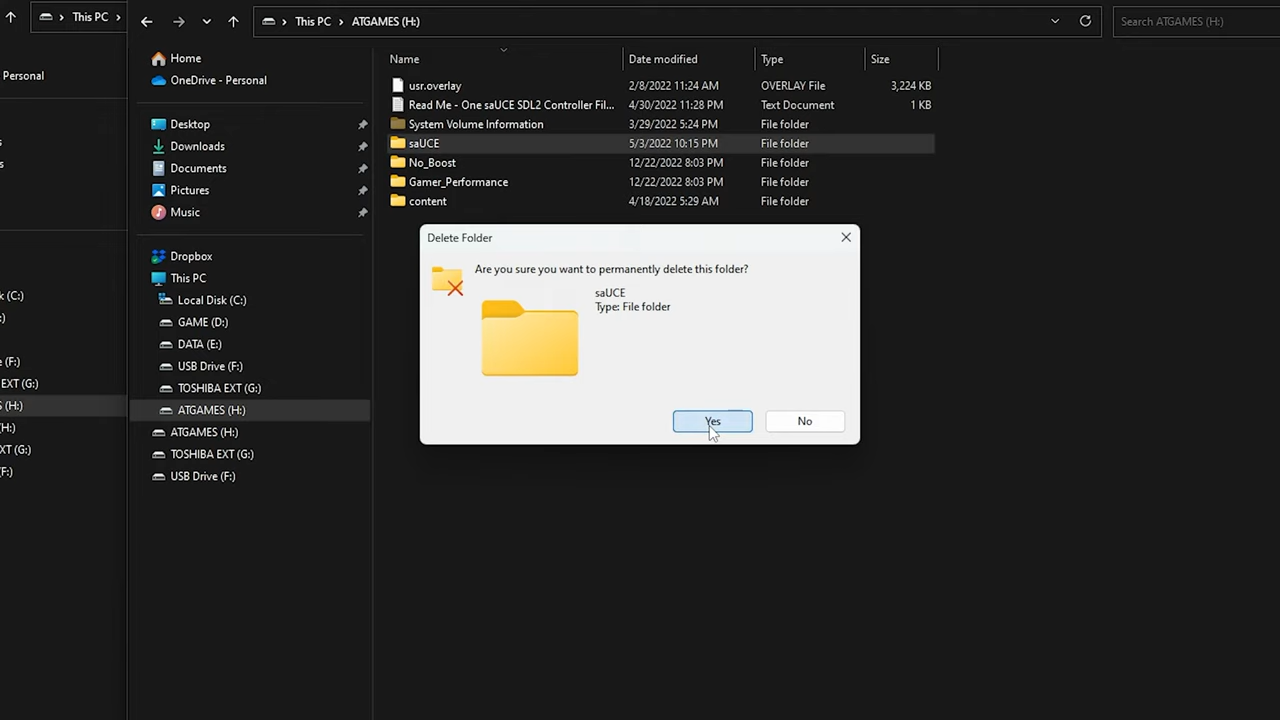 This PC
Personal
k (C:)
:)
e (F:)
EXT (G:)
S (H:)
(H:)
XT (G:)
(F:)
This PC
ATGAMES (H:)
Search ATGAMES (H:)
Home
OneDrive - Personal
Desktop
Downloads
Documents
Pictures
Music
Dropbox
This PC
Local Disk (C:)
GAME (D:)
DATA (E:)
USB Drive (F:)
TOSHIBA EXT (G:)
ATGAMES (H:)
ATGAMES (H:)
TOSHIBA EXT (G:)
USB Drive (F:)
Name Date modified Type Size
usr.overlay 2/8/2022 11:24 AM OVERLAY File 3,224 KB
Read Me - One saUCE SDL2 Controller Fil... 4/30/2022 11:28 PM Text Document 1 KB
System Volume Information 3/29/2022 5:24 PM File folder
saUCE 5/3/2022 10:15 PM File folder
No_Boost 12/22/2022 8:03 PM File folder
Gamer_Performance 12/22/2022 8:03 PM File folder
content 4/18/2022 5:29 AM File folder
Delete Folder
Are you sure you want to permanently delete this folder?
saUCE
Type: File folder
Yes No